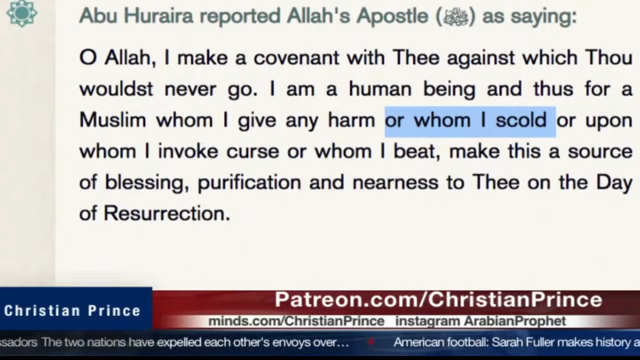 Abu Huraira reported Allah's Apostle (ﷺ) as saying:
O Allah, I make a covenant with Thee against which Thou
wouldst never go. I am a human being and thus for a
Muslim whom I give any harm or whom I scold or upon
whom I invoke curse or whom I beat, make this a source
of blessing, purification and nearness to Thee on the Day
of Resurrection.
Christian Prince
Patreon.com/ChristianPrince
minds.com/ChristianPrince instagram ArabianProphet
ssadors The two nations have expelled each other's envoys over… American football: Sarah Fuller makes history a